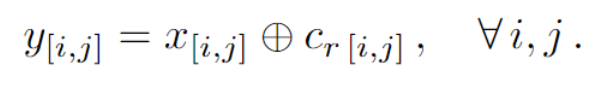 y_{[i,j]} = x_{[i,j]} ⊕ c_{r [i,j]} ,    ∀ i, j .